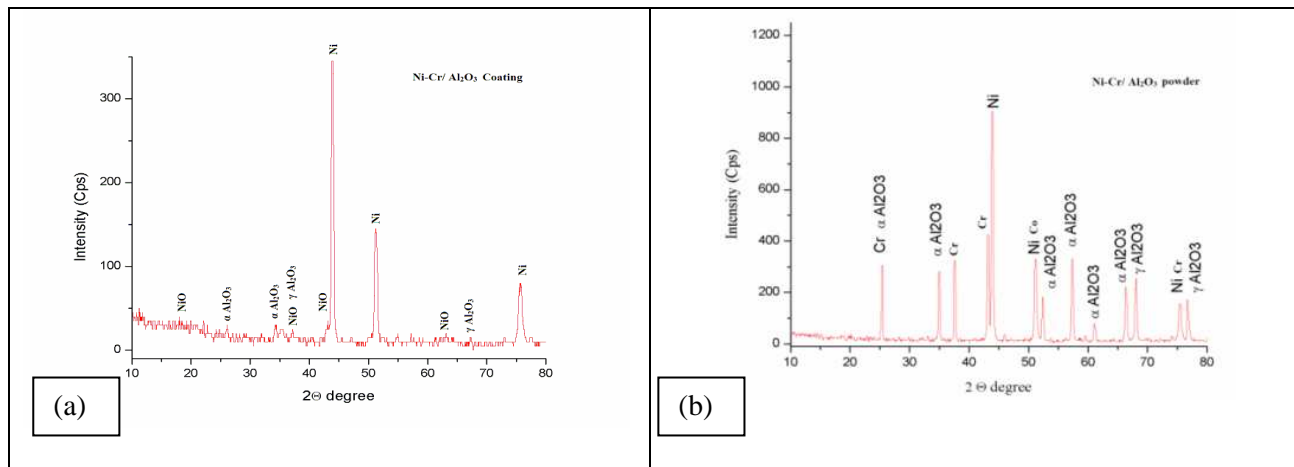 Ni-Cr/ Al₂O₃ Coating
Intensity (Cps)
350
200
100
0
NiO
α Al₂O₃
α Al₂O₃
NiO γ Al₂O₃
NiO
Ni
Ni
NiO
γ Al₂O₃
Ni
10 20 30 40 50 60 70 80
2Θ degree
(a)
Ni-Cr/ Al₂O₃ powder
Intensity (Cps)
1200
1000
800
600
400
200
0
Cr α Al2O3
α Al2O3
Cr
Cr
Ni
Ni Co
α Al2O3
α Al2O3
α Al2O3
α Al2O3
γ Al2O3
Ni Cr
γ Al2O3
10 20 30 40 50 60 70 80
2 Θ degree
(b)